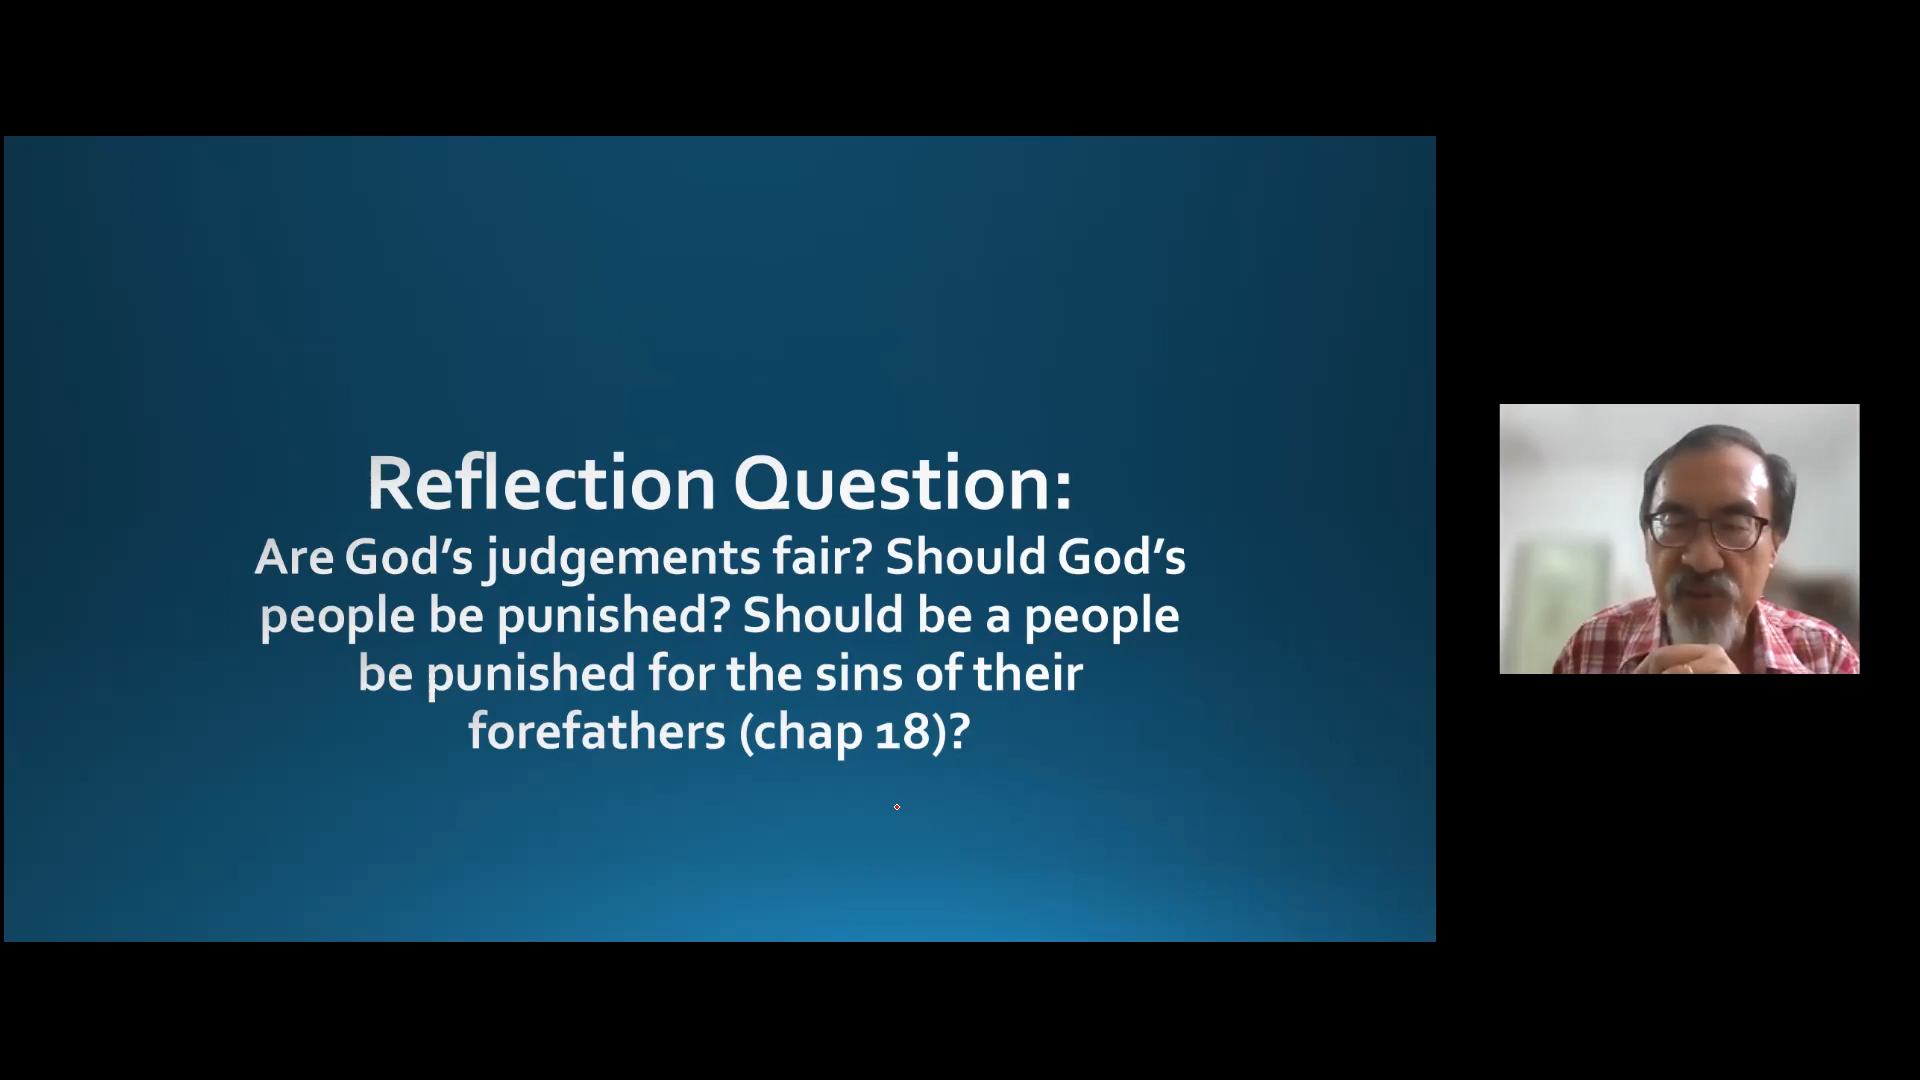 Reflection Question:
Are God’s judgements fair? Should God’s
people be punished? Should be a people
be punished for the sins of their
forefathers (chap 18)?